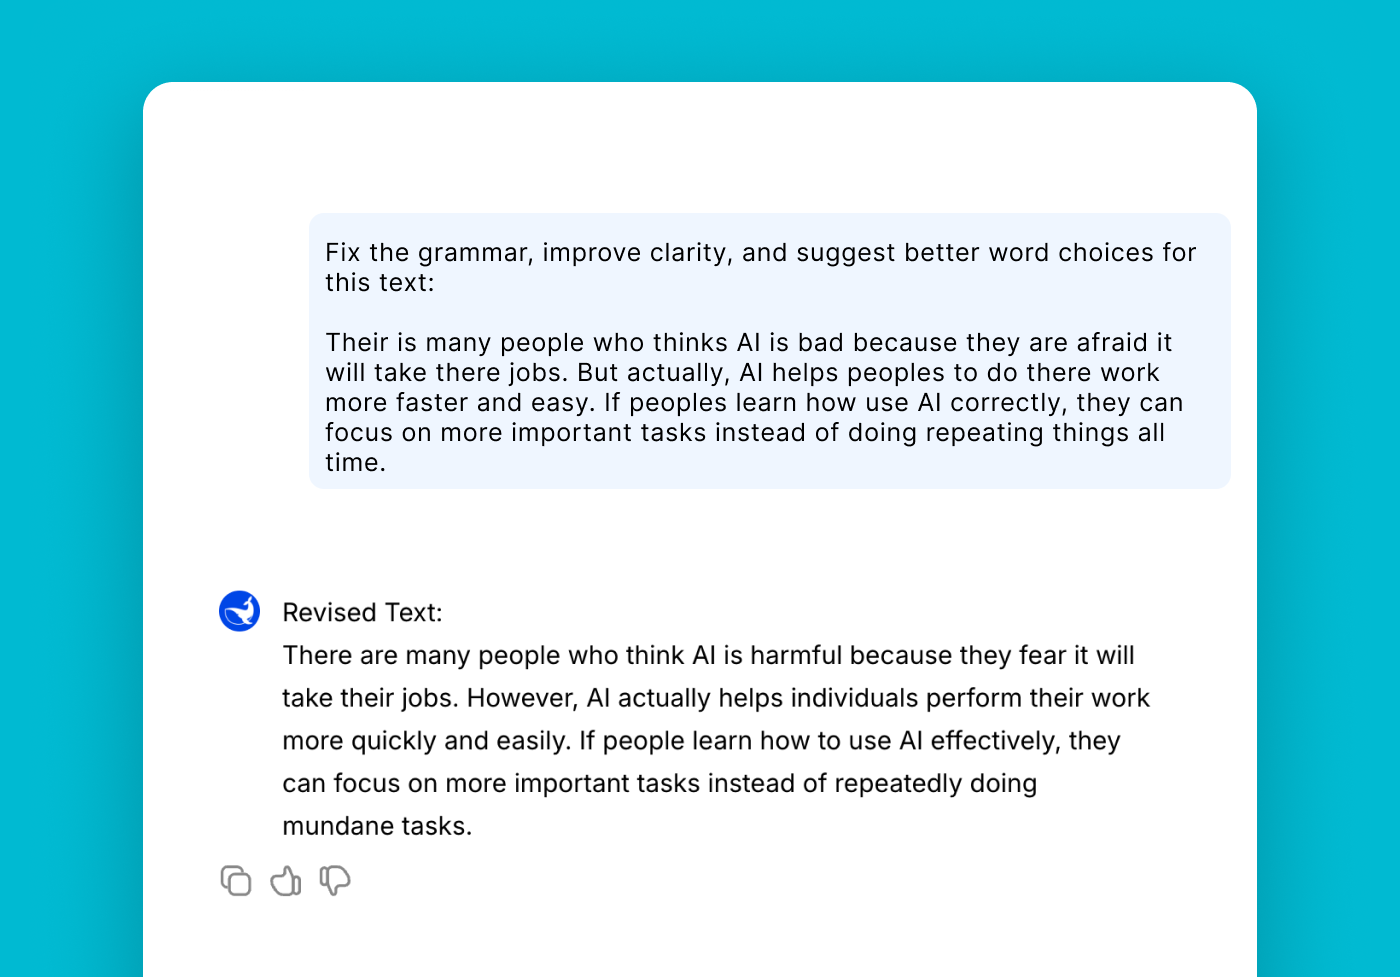 Fix the grammar, improve clarity, and suggest better word choices for
this text:
Their is many people who thinks AI is bad because they are afraid it
will take there jobs. But actually, AI helps peoples to do there work
more faster and easy. If peoples learn how use AI correctly, they can
focus on more important tasks instead of doing repeating things all
time.
Revised Text:
There are many people who think AI is harmful because they fear it will
take their jobs. However, AI actually helps individuals perform their work
more quickly and easily. If people learn how to use AI effectively, they
can focus on more important tasks instead of repeatedly doing
mundane tasks.